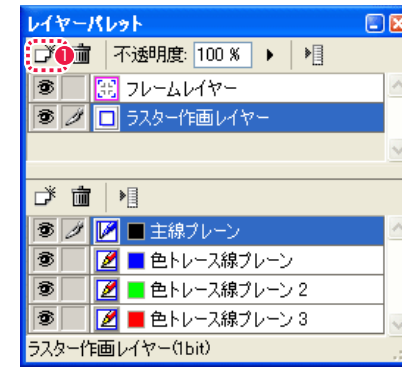 レイヤーパレット
1 不透明度: 100 %
フレームレイヤー
ラスター作画レイヤー
主線プレーン
色トレース線プレーン
色トレース線プレーン 2
色トレース線プレーン 3
ラスター作画レイヤー(1bit)